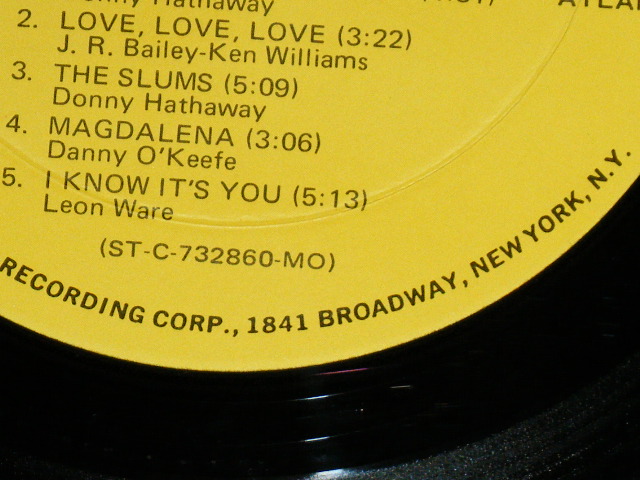 Hathaway
2. LOVE, LOVE, LOVE (3:22)
J. R. Bailey-Ken Williams
3. THE SLUMS (5:09)
Donny Hathaway
4. MAGDALENA (3:06)
Danny O'Keefe
5. I KNOW IT'S YOU (5:13)
Leon Ware
(ST-C-732860-MO)
RECORDING CORP., 1841 BROADWAY, NEW YORK, N.Y.